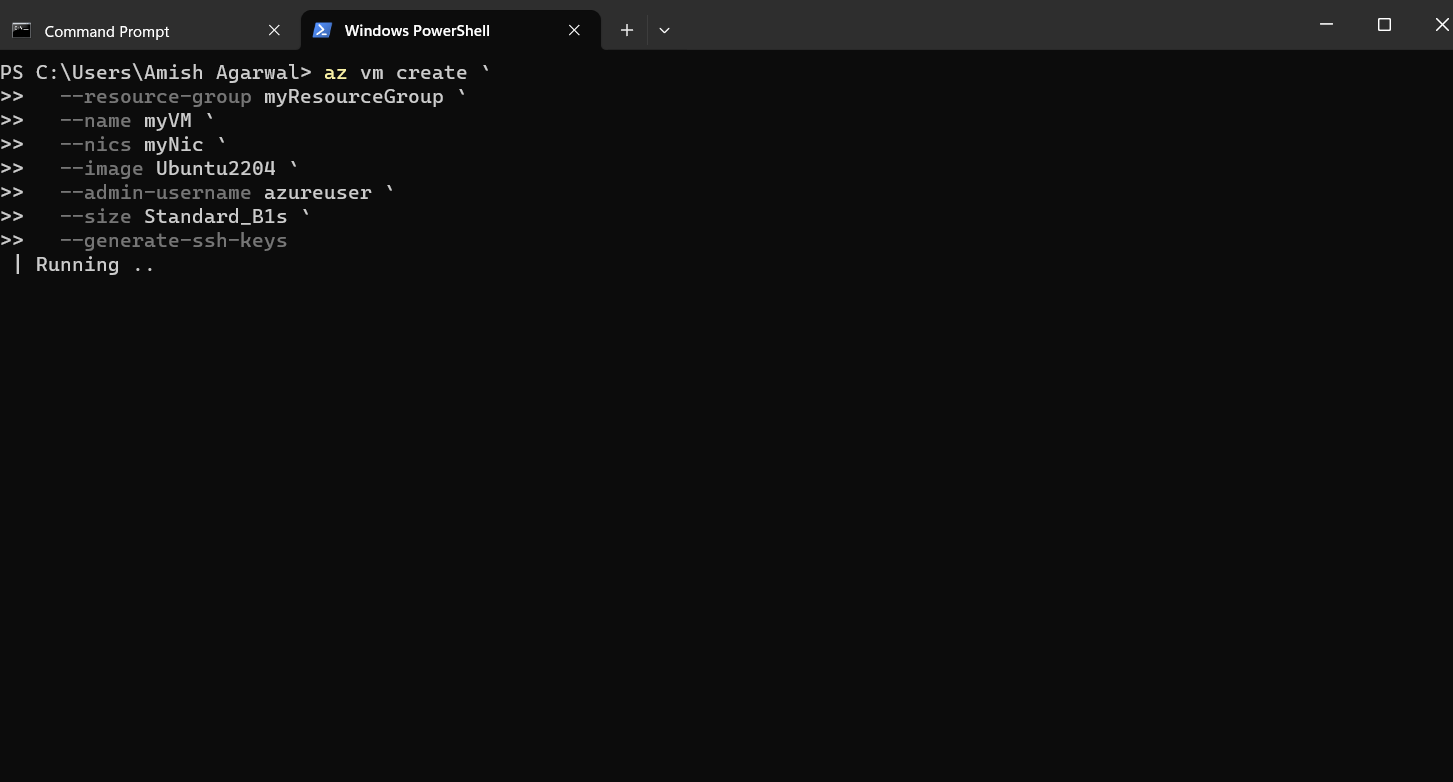 Command Prompt
Windows PowerShell
PS C:\Users\Amish Agarwal> az vm create `
>>   --resource-group myResourceGroup `
>>   --name myVM `
>>   --nics myNic `
>>   --image Ubuntu2204 `
>>   --admin-username azureuser `
>>   --size Standard_B1s `
>>   --generate-ssh-keys
 | Running ..